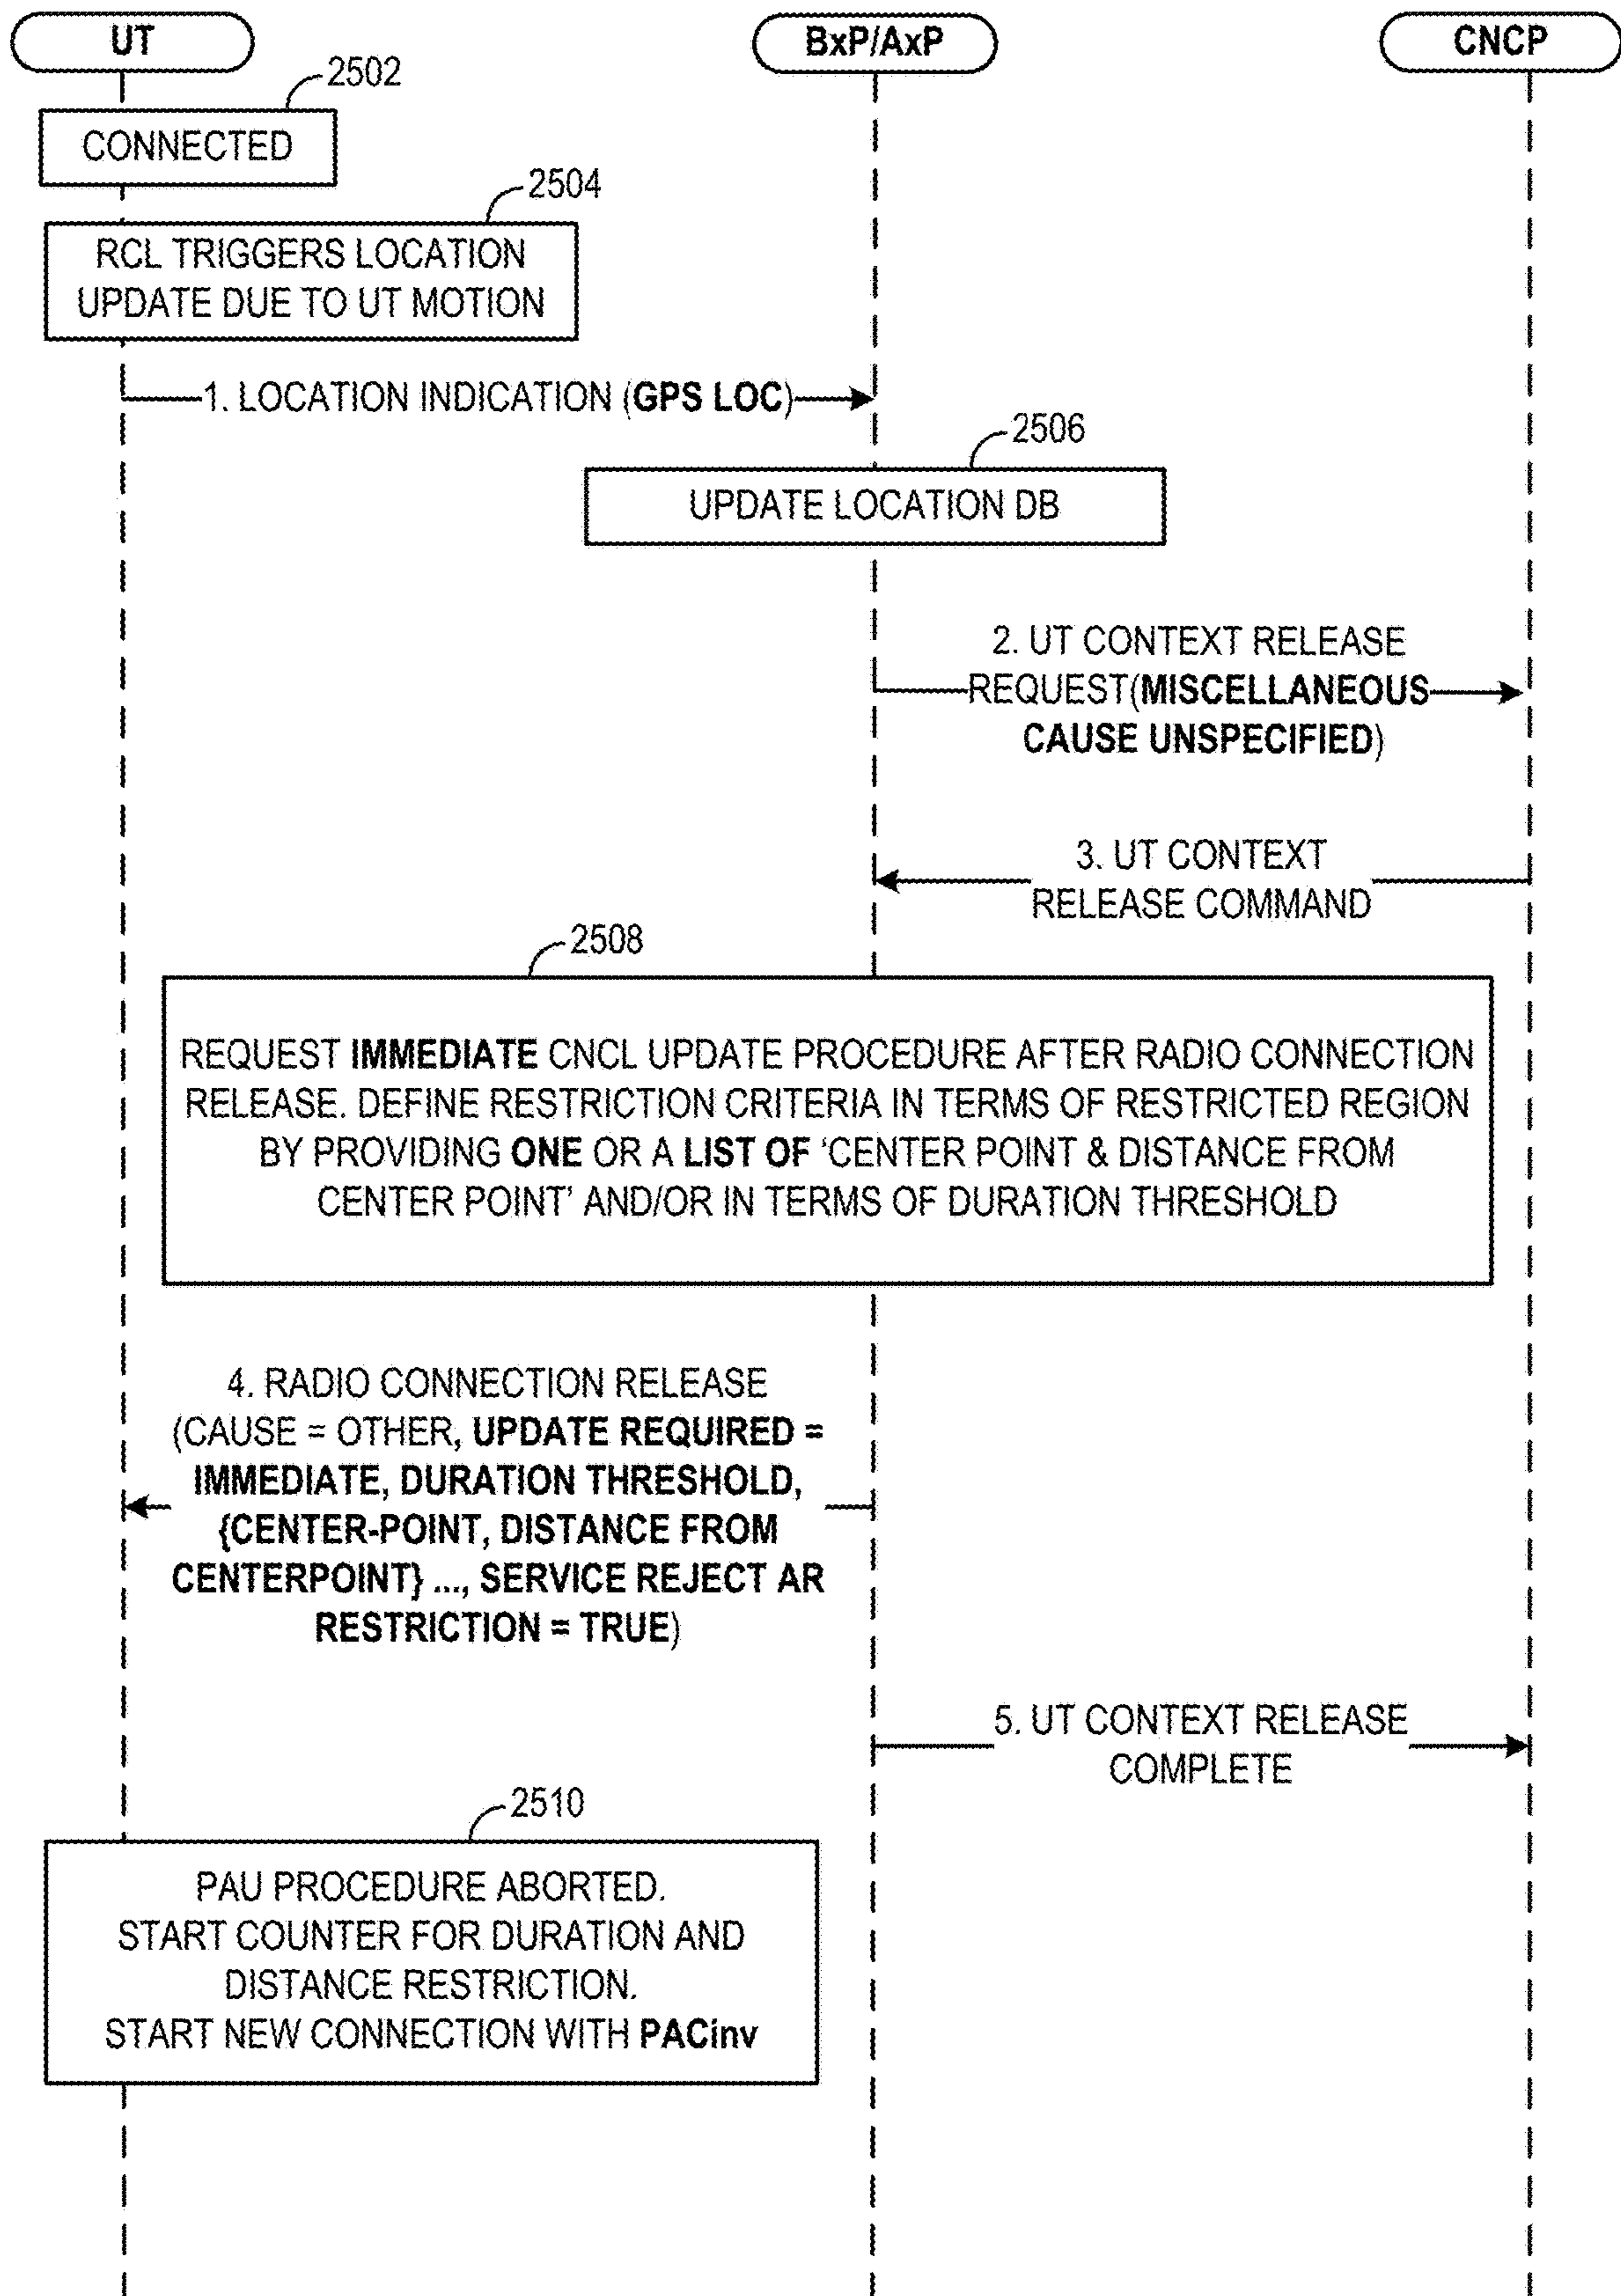 UT
BxP/AxP
CNCP
2502
CONNECTED
2504
RCL TRIGGERS LOCATION
UPDATE DUE TO UT MOTION
1. LOCATION INDICATION (GPS LOC)
2506
UPDATE LOCATION DB
2. UT CONTEXT RELEASE
REQUEST(MISCELLANEOUS
CAUSE UNSPECIFIED)
3. UT CONTEXT
RELEASE COMMAND
2508
REQUEST IMMEDIATE CNCL UPDATE PROCEDURE AFTER RADIO CONNECTION
RELEASE. DEFINE RESTRICTION CRITERIA IN TERMS OF RESTRICTED REGION
BY PROVIDING ONE OR A LIST OF ‘CENTER POINT & DISTANCE FROM
CENTER POINT’ AND/OR IN TERMS OF DURATION THRESHOLD
4. RADIO CONNECTION RELEASE
(CAUSE = OTHER, UPDATE REQUIRED =
IMMEDIATE, DURATION THRESHOLD,
{CENTER-POINT, DISTANCE FROM
CENTERPOINT} ..., SERVICE REJECT AR
RESTRICTION = TRUE)
5. UT CONTEXT RELEASE
COMPLETE
2510
PAU PROCEDURE ABORTED.
START COUNTER FOR DURATION AND
DISTANCE RESTRICTION.
START NEW CONNECTION WITH PACinv